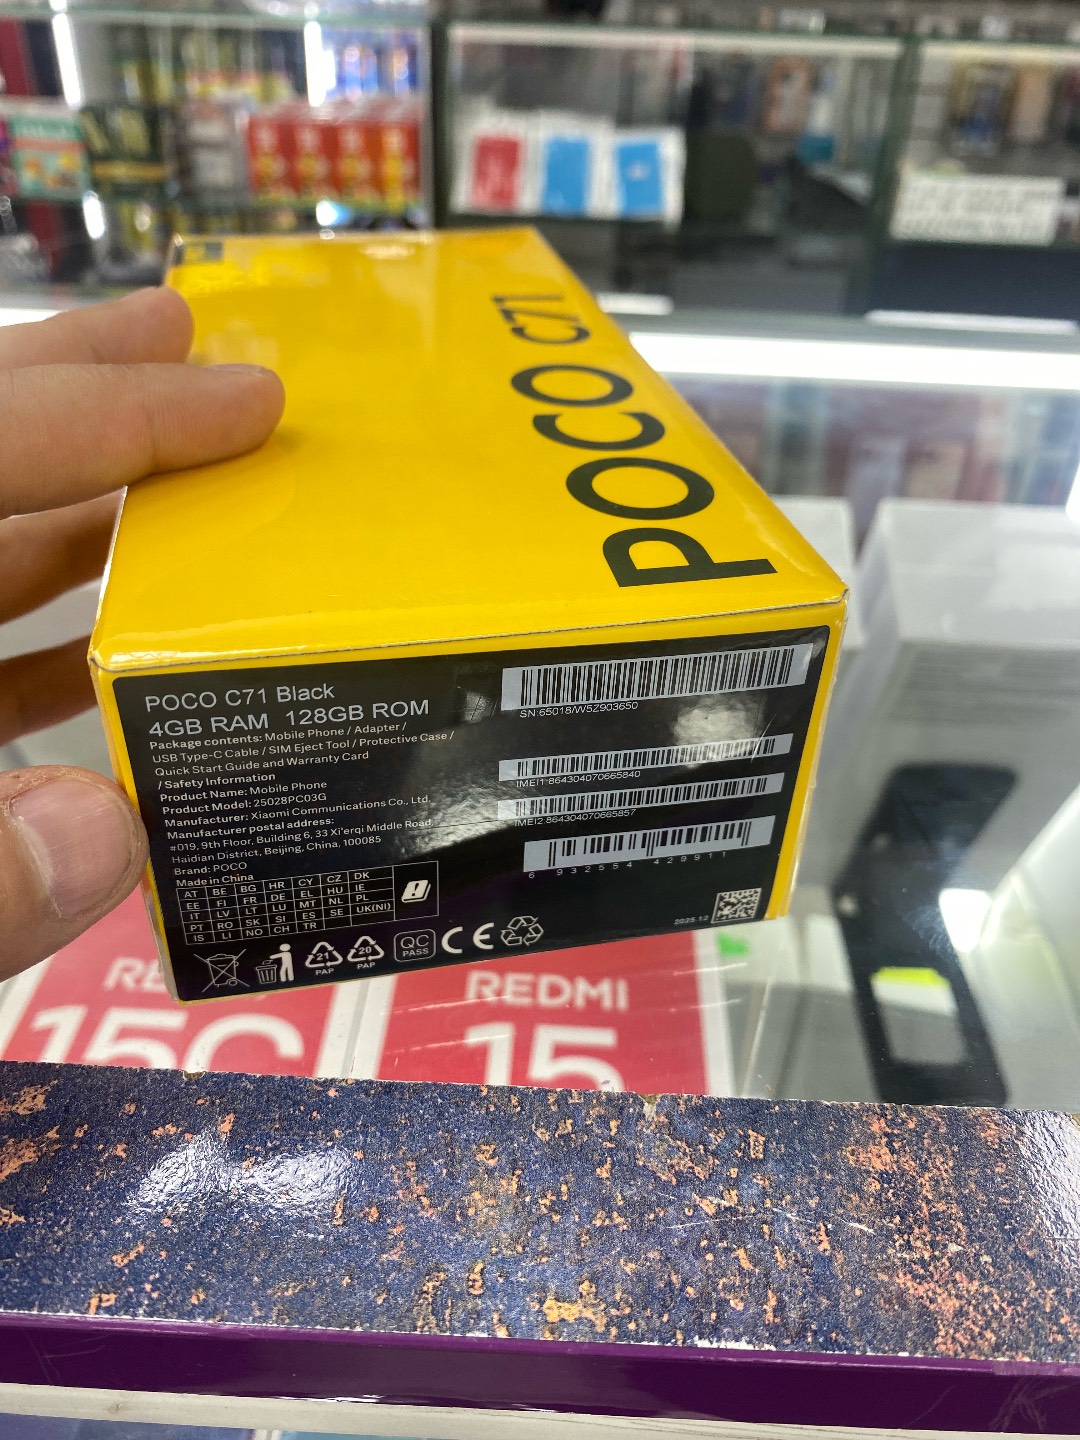 POCO C71
POCO C71 Black
4GB RAM 128GB ROM
Package contents: Mobile Phone / Adapter /
USB Type-C Cable / SIM Eject Tool / Protective Case /
Quick Start Guide and Warranty Card
/ Safety Information
Product Name: Mobile Phone
Product Model: 25028PC03G
Manufacturer: Xiaomi Communications Co., Ltd.
Manufacturer postal address:
#019, 9th Floor, Building 6, 33 Xi'erqi Middle Road,
Haidian District, Beijing, China, 100085
Brand: POCO
Made in China
AT BE BG HR CY CZ DK
EE FI FR DE EL HU IE
IT LV LT LU MT NL PL
PT RO SK SI ES SE UK(NI)
IS LI NO CH TR
21 PAP
20 PAP
QC PASS
CE
SN:65018/W5Z903650
IMEI1:864304070665840
IMEI2:864304070665857
6 932554 429911
2025.12
REDMI
15
15C